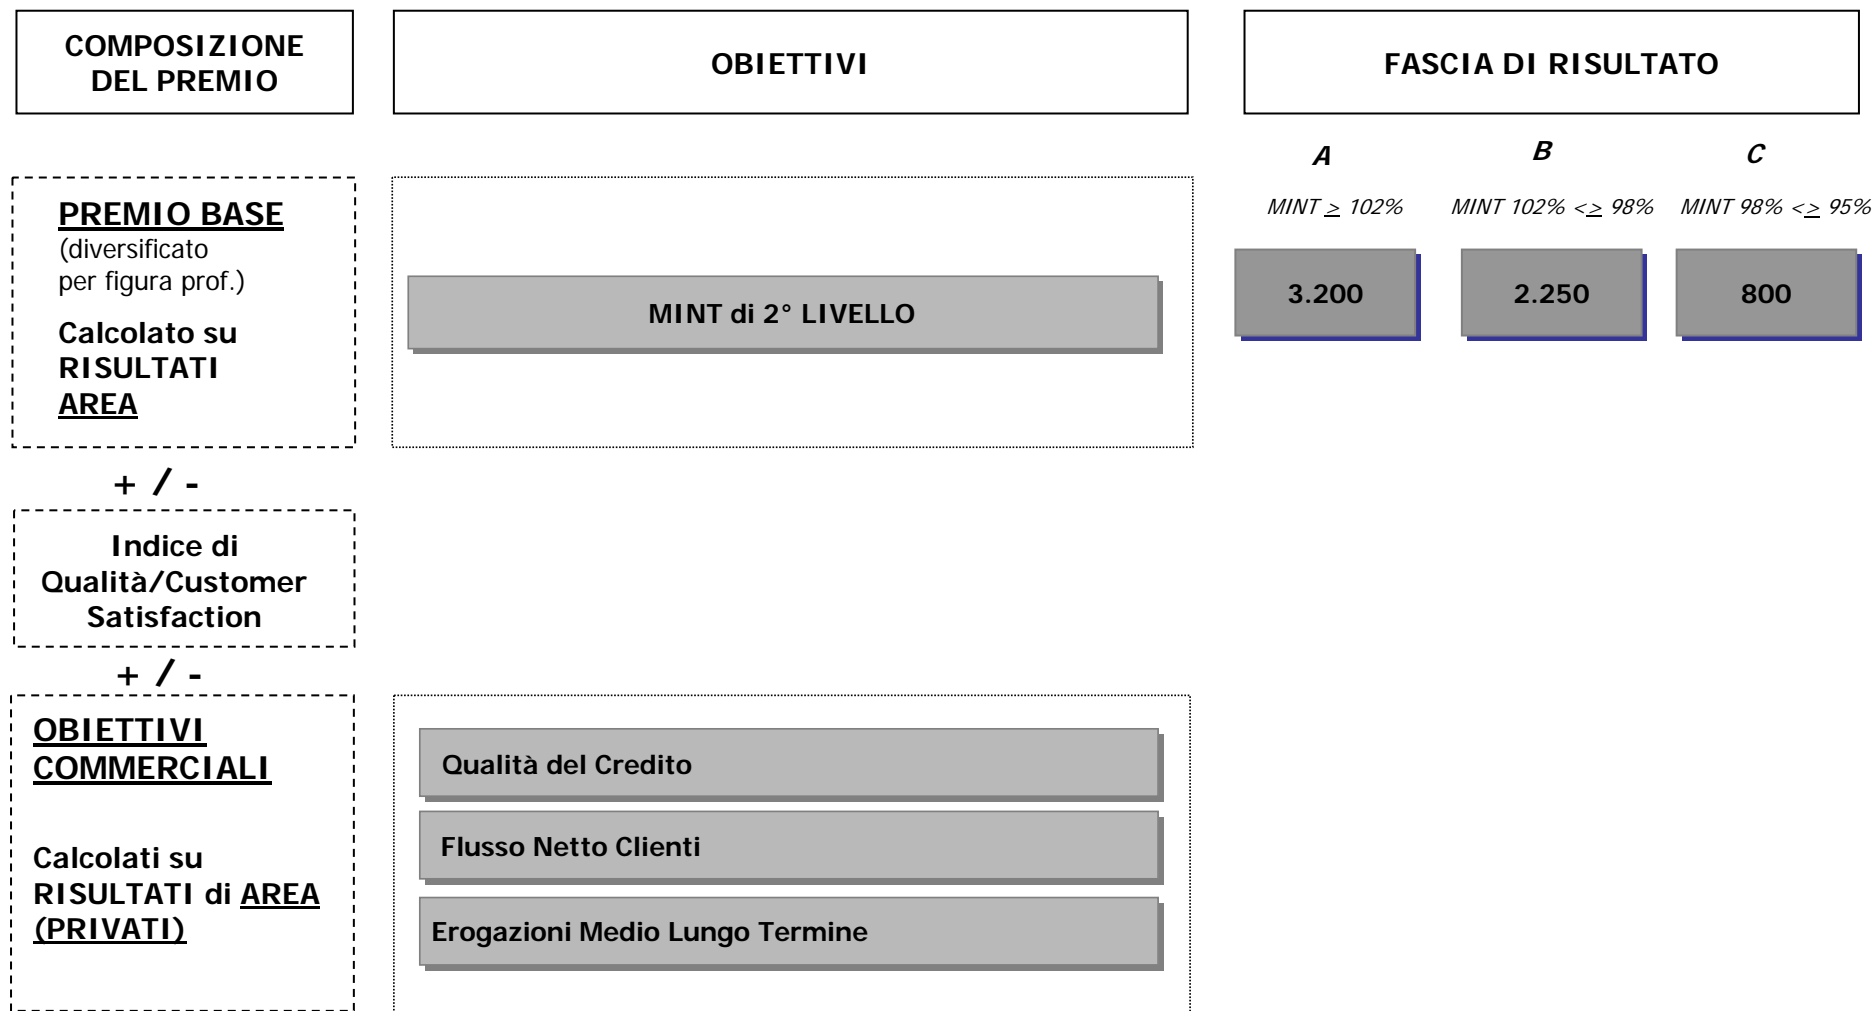 COMPOSIZIONE
DEL PREMIO
OBIETTIVI
FASCIA DI RISULTATO
A
B
C
MINT ≥ 102%
MINT 102% <≥ 98%
MINT 98% <≥ 95%
PREMIO BASE
(diversificato
per figura prof.)
Calcolato su
RISULTATI
AREA
MINT di 2° LIVELLO
3.200
2.250
800
+ / -
Indice di
Qualità/Customer
Satisfaction
+ / -
OBIETTIVI
COMMERCIALI
Calcolati su
RISULTATI di AREA
(PRIVATI)
Qualità del Credito
Flusso Netto Clienti
Erogazioni Medio Lungo Termine